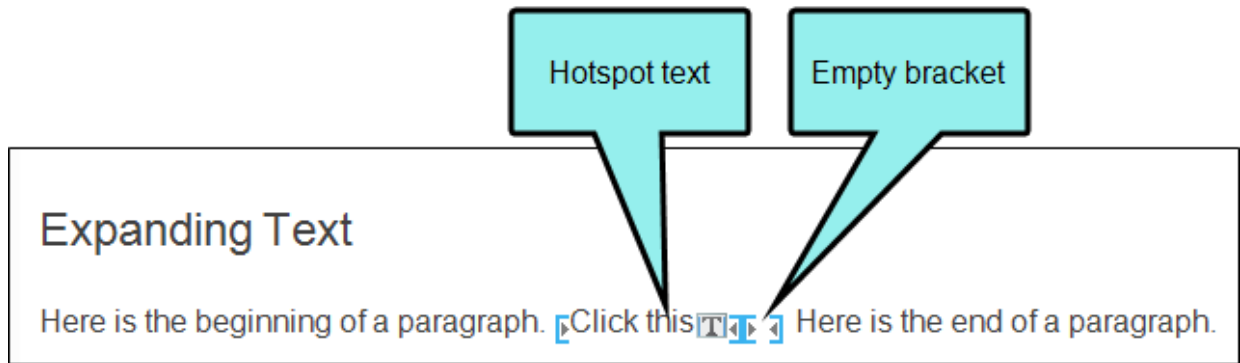 Hotspot text
Empty bracket
Expanding Text
Here is the beginning of a paragraph. [Click this T ] Here is the end of a paragraph.